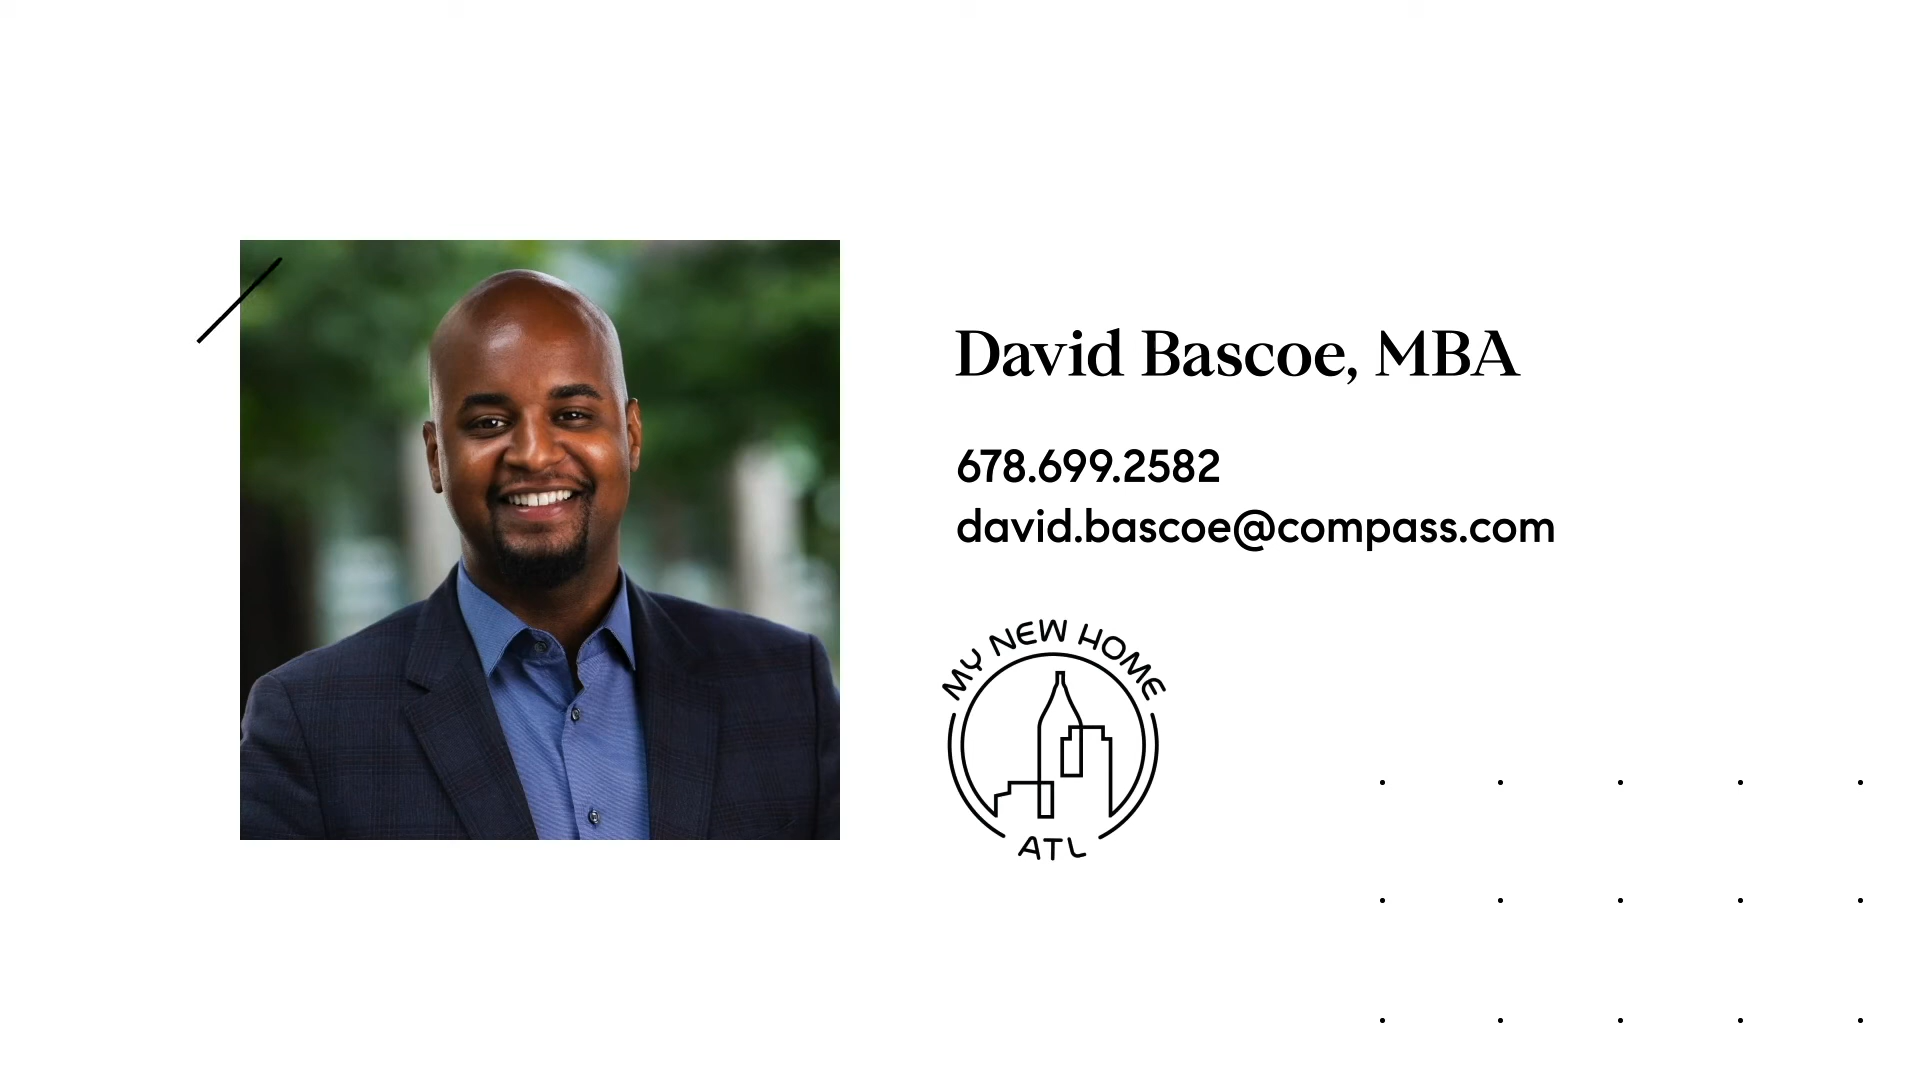 David Bascoe, MBA
678.699.2582
david.bascoe@compass.com
MY NEW HOME
ATL